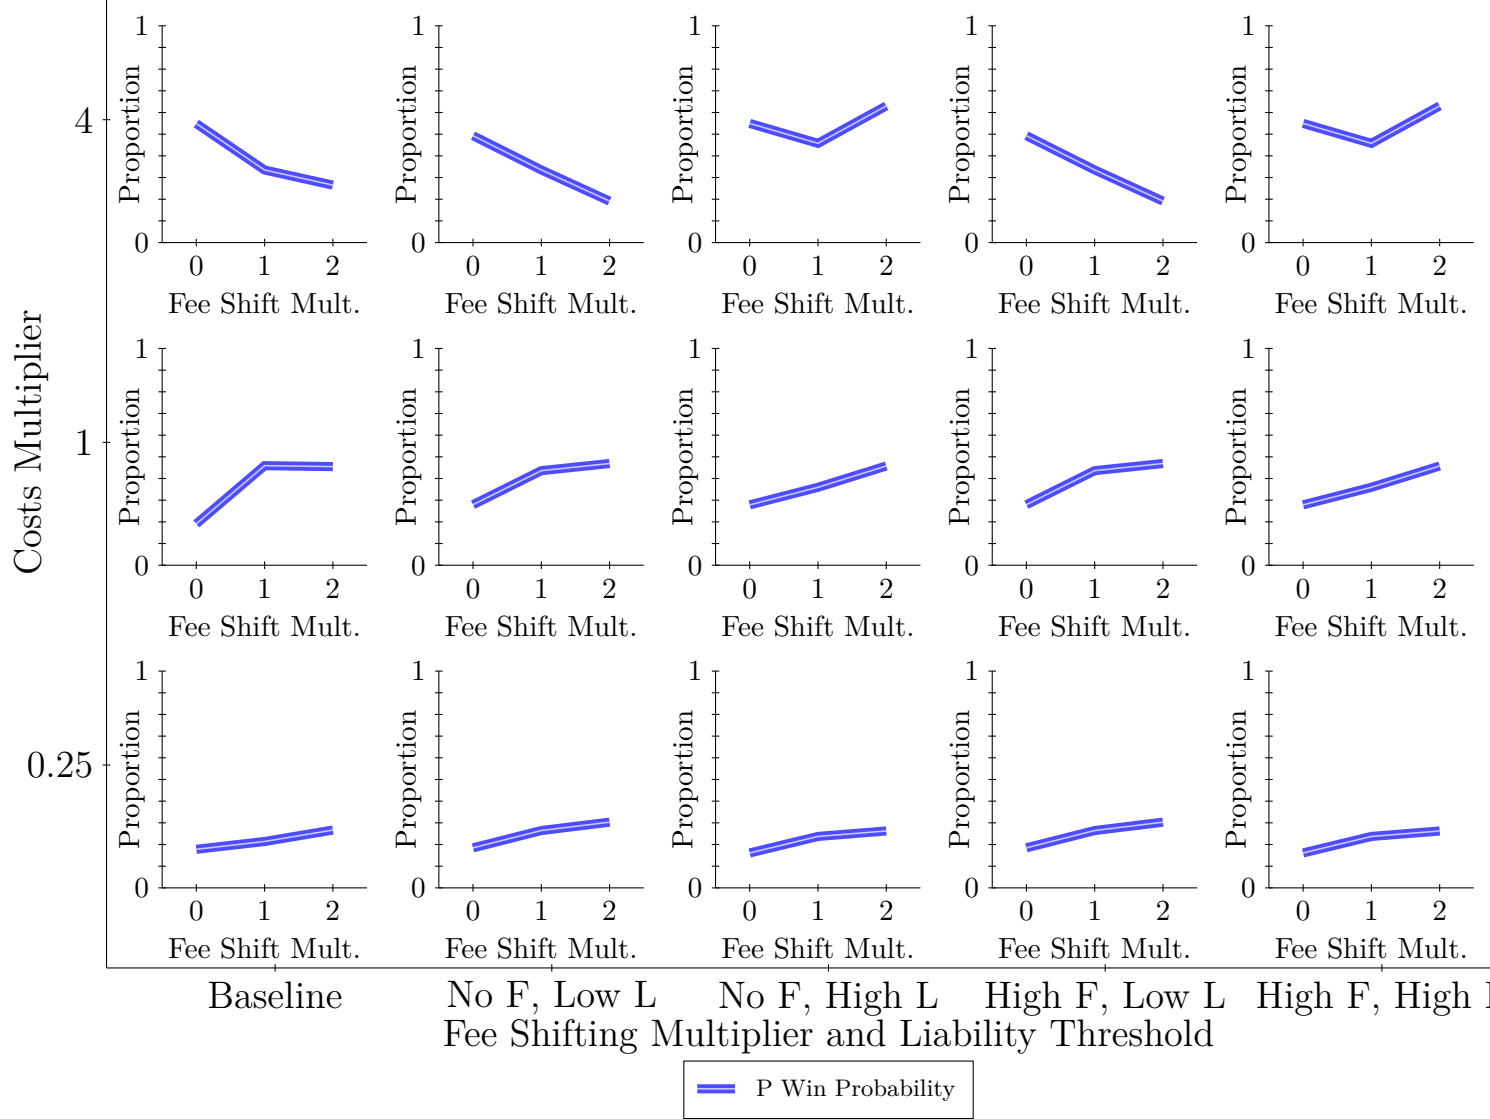 1 1 1 1 1
Proportion Proportion Proportion Proportion Proportion
4
0 0 0 0 0
0 1 2 0 1 2 0 1 2 0 1 2 0 1 2
Fee Shift Mult. Fee Shift Mult. Fee Shift Mult. Fee Shift Mult. Fee Shift Mult.
Costs Multiplier
1 1 1 1 1
Proportion Proportion Proportion Proportion Proportion
1
0 0 0 0 0
0 1 2 0 1 2 0 1 2 0 1 2 0 1 2
Fee Shift Mult. Fee Shift Mult. Fee Shift Mult. Fee Shift Mult. Fee Shift Mult.
1 1 1 1 1
Proportion Proportion Proportion Proportion Proportion
0.25
0 0 0 0 0
0 1 2 0 1 2 0 1 2 0 1 2 0 1 2
Fee Shift Mult. Fee Shift Mult. Fee Shift Mult. Fee Shift Mult. Fee Shift Mult.
Baseline No F, Low L No F, High L High F, Low L High F, High
Fee Shifting Multiplier and Liability Threshold
P Win Probability